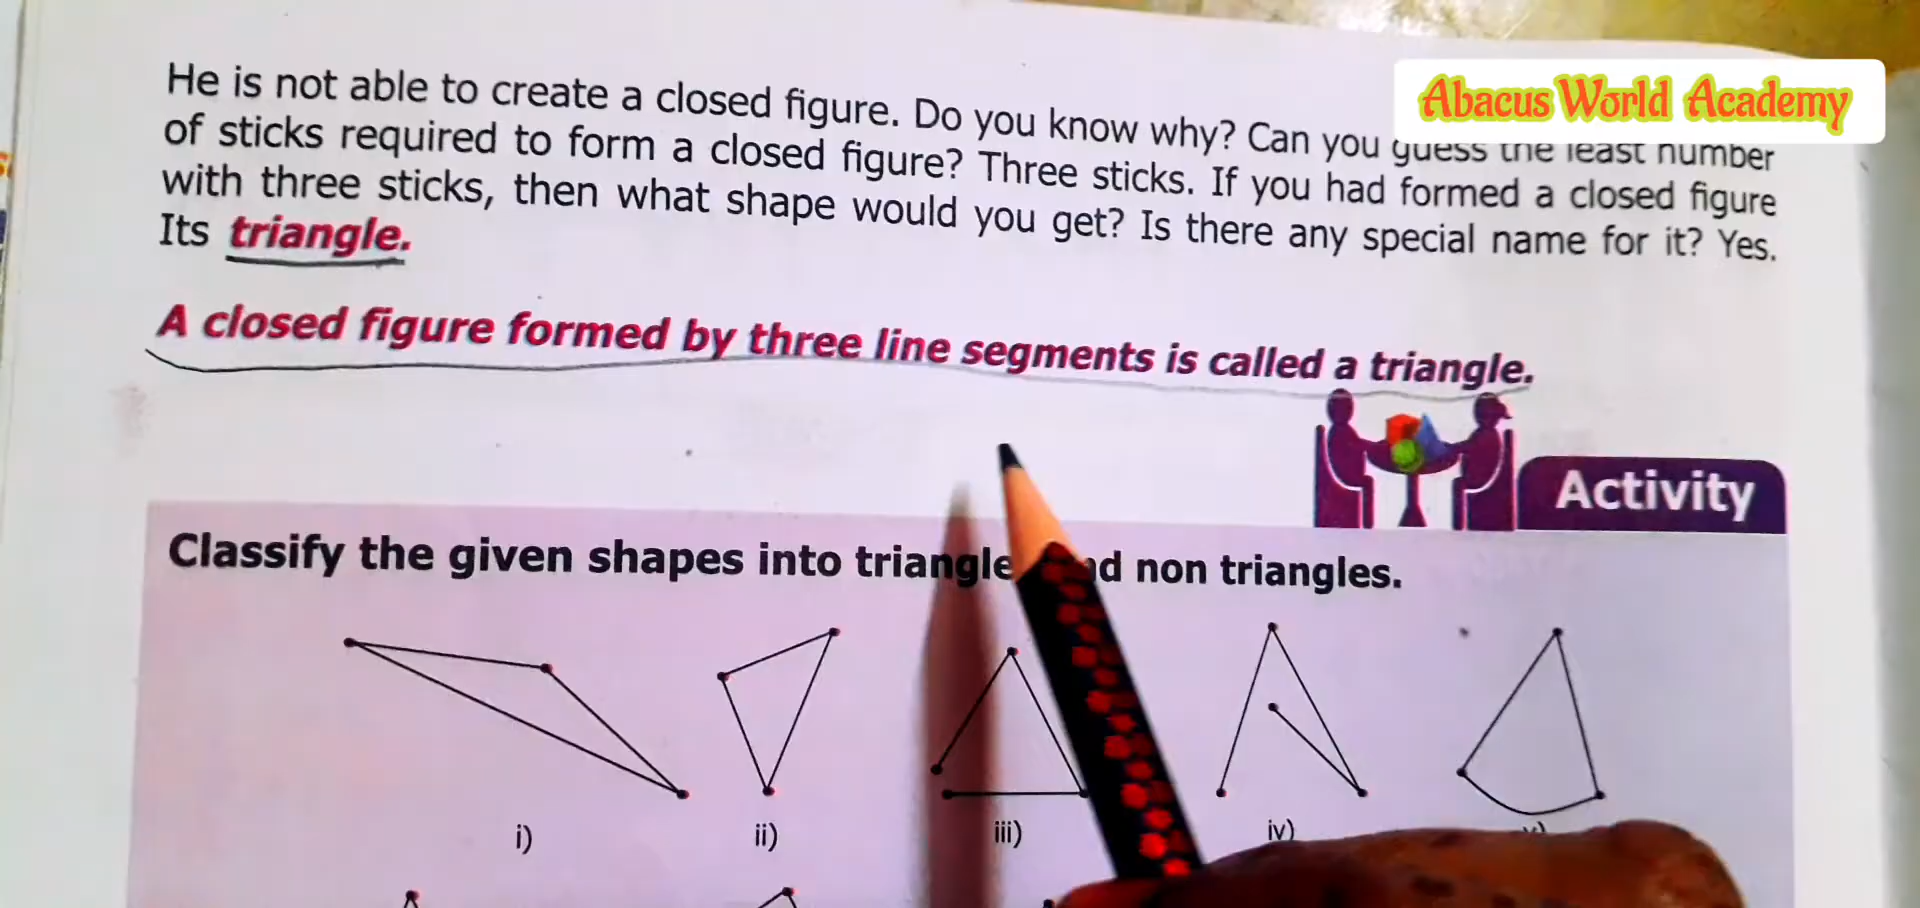 Abacus World Academy
He is not able to create a closed figure. Do you know why? Can you guess the least number
of sticks required to form a closed figure? Three sticks. If you had formed a closed figure
with three sticks, then what shape would you get? Is there any special name for it? Yes.
Its triangle.
A closed figure formed by three line segments is called a triangle.
Activity
Classify the given shapes into triangle d non triangles.
i) ii) iii) iv)